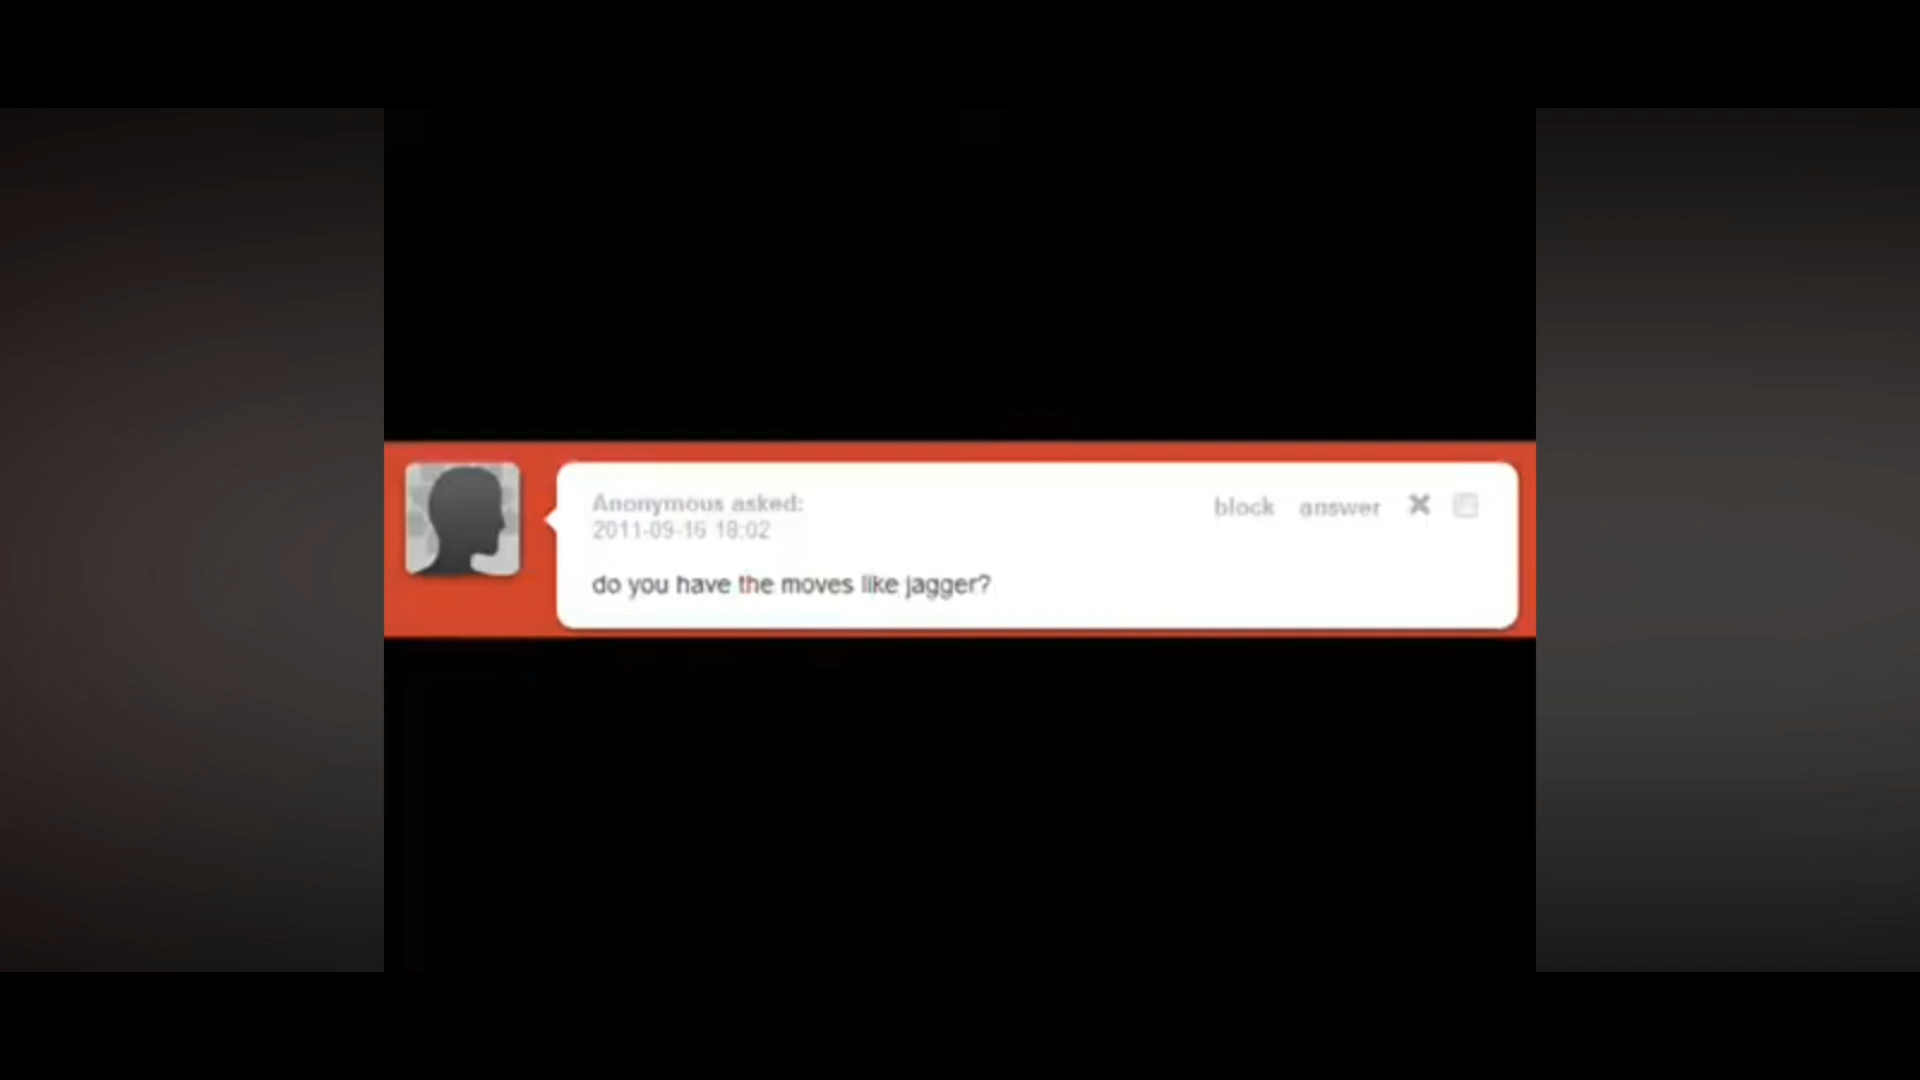 Anonymous asked:
2011-09-16 18:02
block answer
do you have the moves like jagger?